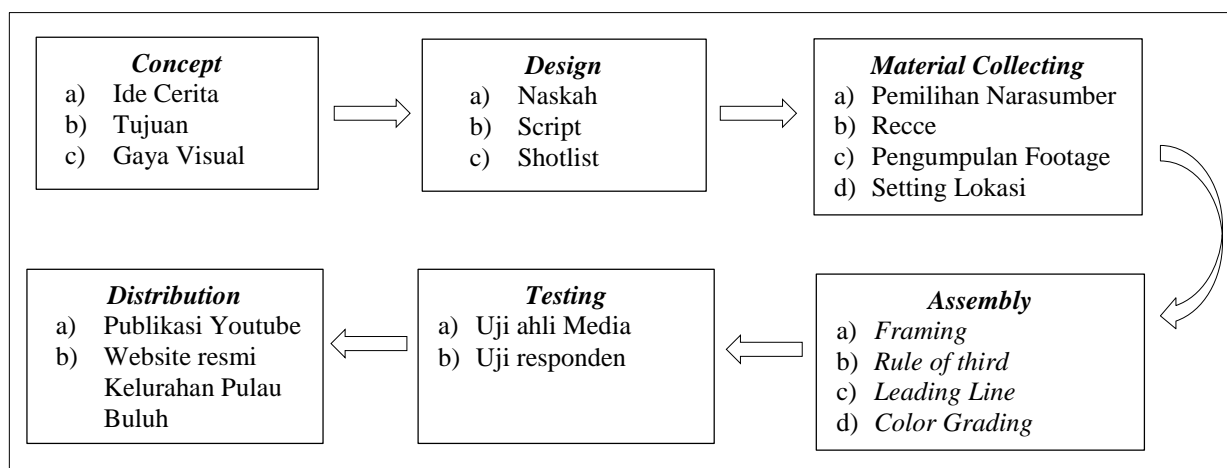 Concept
a) Ide Cerita
b) Tujuan
c) Gaya Visual
Design
a) Naskah
b) Script
c) Shotlist
Material Collecting
a) Pemilihan Narasumber
b) Recce
c) Pengumpulan Footage
d) Setting Lokasi
Assembly
a) Framing
b) Rule of third
c) Leading Line
d) Color Grading
Testing
a) Uji ahli Media
b) Uji responden
Distribution
a) Publikasi Youtube
b) Website resmi
Kelurahan Pulau
Buluh